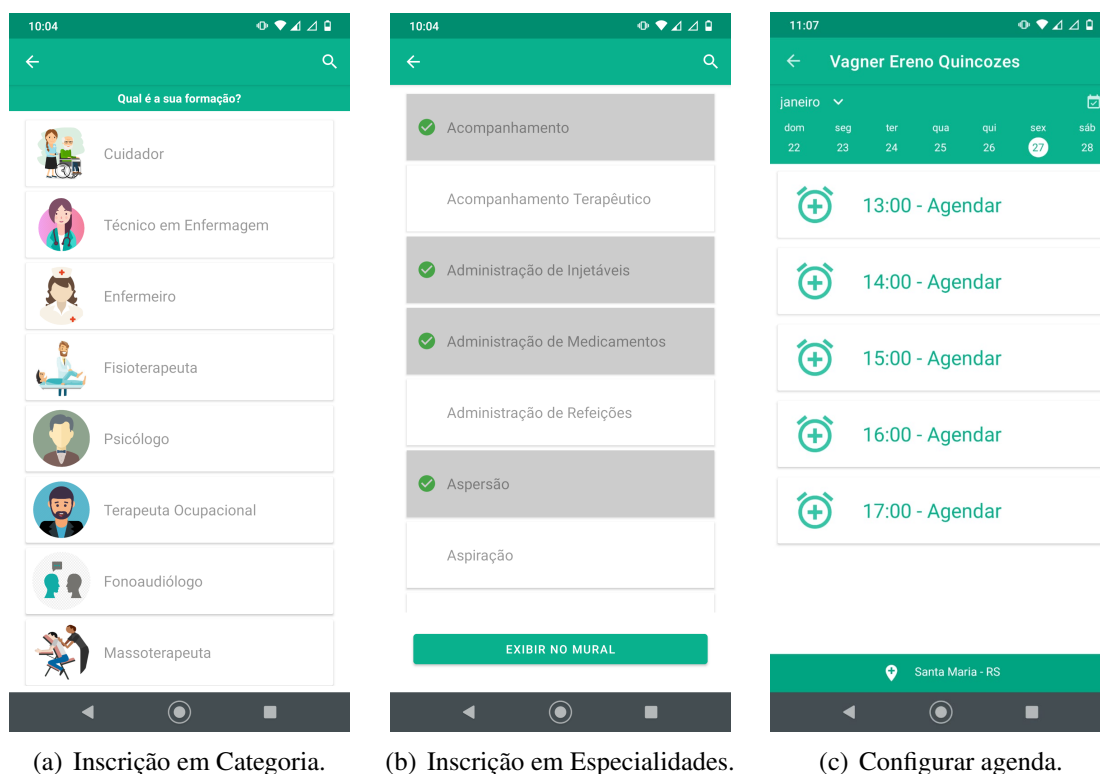 10:04
Qual é a sua formação?
Cuidador
Técnico em Enfermagem
Enfermeiro
Fisioterapeuta
Psicólogo
Terapeuta Ocupacional
Fonoaudiólogo
Massoterapeuta
(a) Inscrição em Categoria.
10:04
Acompanhamento
Acompanhamento Terapêutico
Administração de Injetáveis
Administração de Medicamentos
Administração de Refeições
Aspersão
Aspiração
EXIBIR NO MURAL
(b) Inscrição em Especialidades.
11:07
Vagner Ereno Quincozes
janeiro
dom seg ter qua qui sex sáb
22 23 24 25 26 27 28
13:00 - Agendar
14:00 - Agendar
15:00 - Agendar
16:00 - Agendar
17:00 - Agendar
Santa Maria - RS
(c) Configurar agenda.